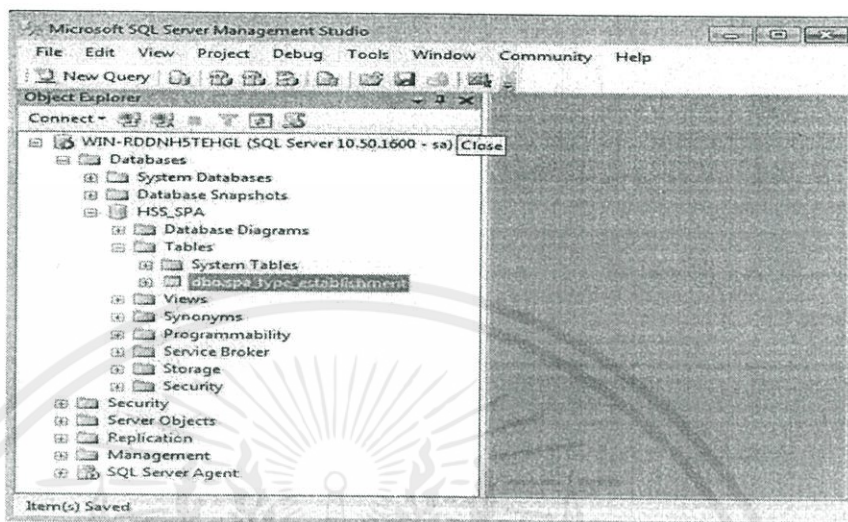 Microsoft SQL Server Management Studio
File Edit View Project Debug Tools Window Community Help
New Query
Object Explorer
Connect
WIN-RDDNH5TEHGL (SQL Server 10.50.1600 - sa) Close
Databases
System Databases
Database Snapshots
HSS_SPA
Database Diagrams
Tables
System Tables
dbo.spa_type_establishment
Views
Synonyms
Programmability
Service Broker
Storage
Security
Security
Server Objects
Replication
Management
SQL Server Agent
Item(s) Saved